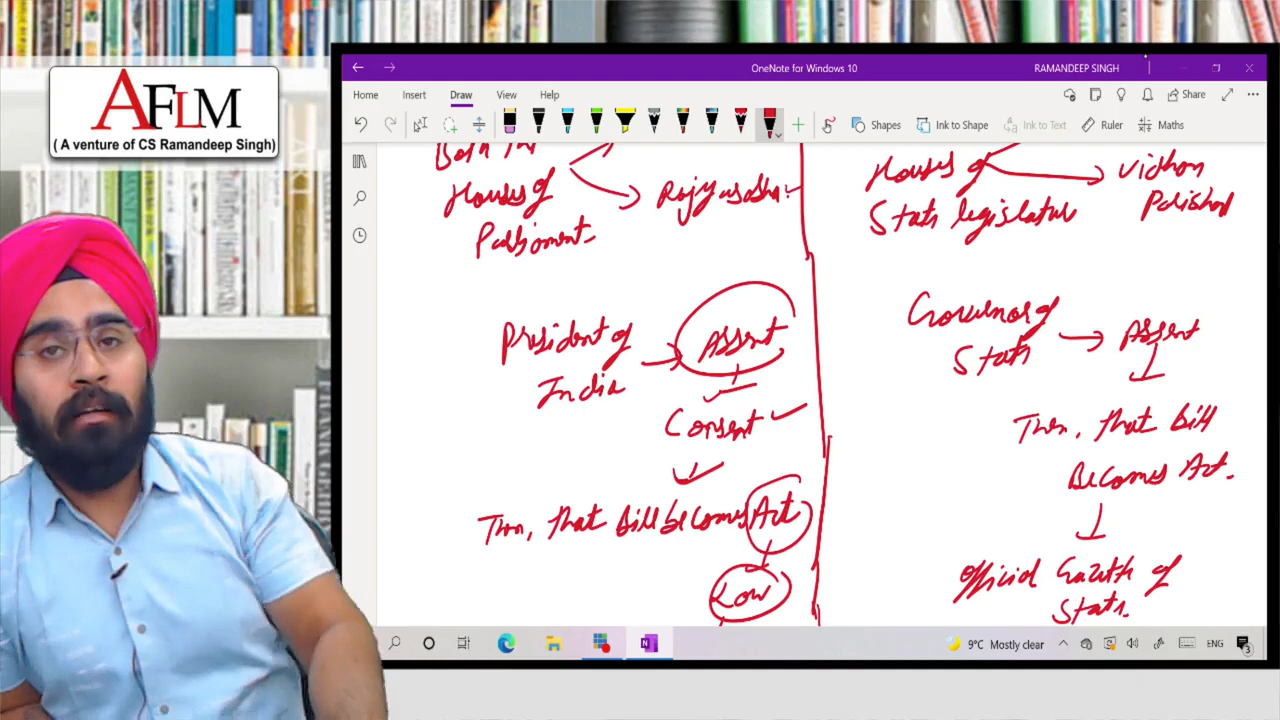 AFLM
( A venture of CS Ramandeep Singh)
OneNote for Windows 10
RAMANDEEP SINGH
Home
Insert
Draw
View
Help
Share
Shapes
Ink to Shape
Ink to Text
Ruler
Maths
Both the
Houses of
Parliament
Rajyasabha
Houses of
State legislature
Vidhan
Parishad
President of
India
Assent
Consent
Then, that Bill becomes Act
Law
Governor of
State
Assent
Then, that Bill
Becomes Act.
Official Gazette of
State.
9°C Mostly clear
ENG
3